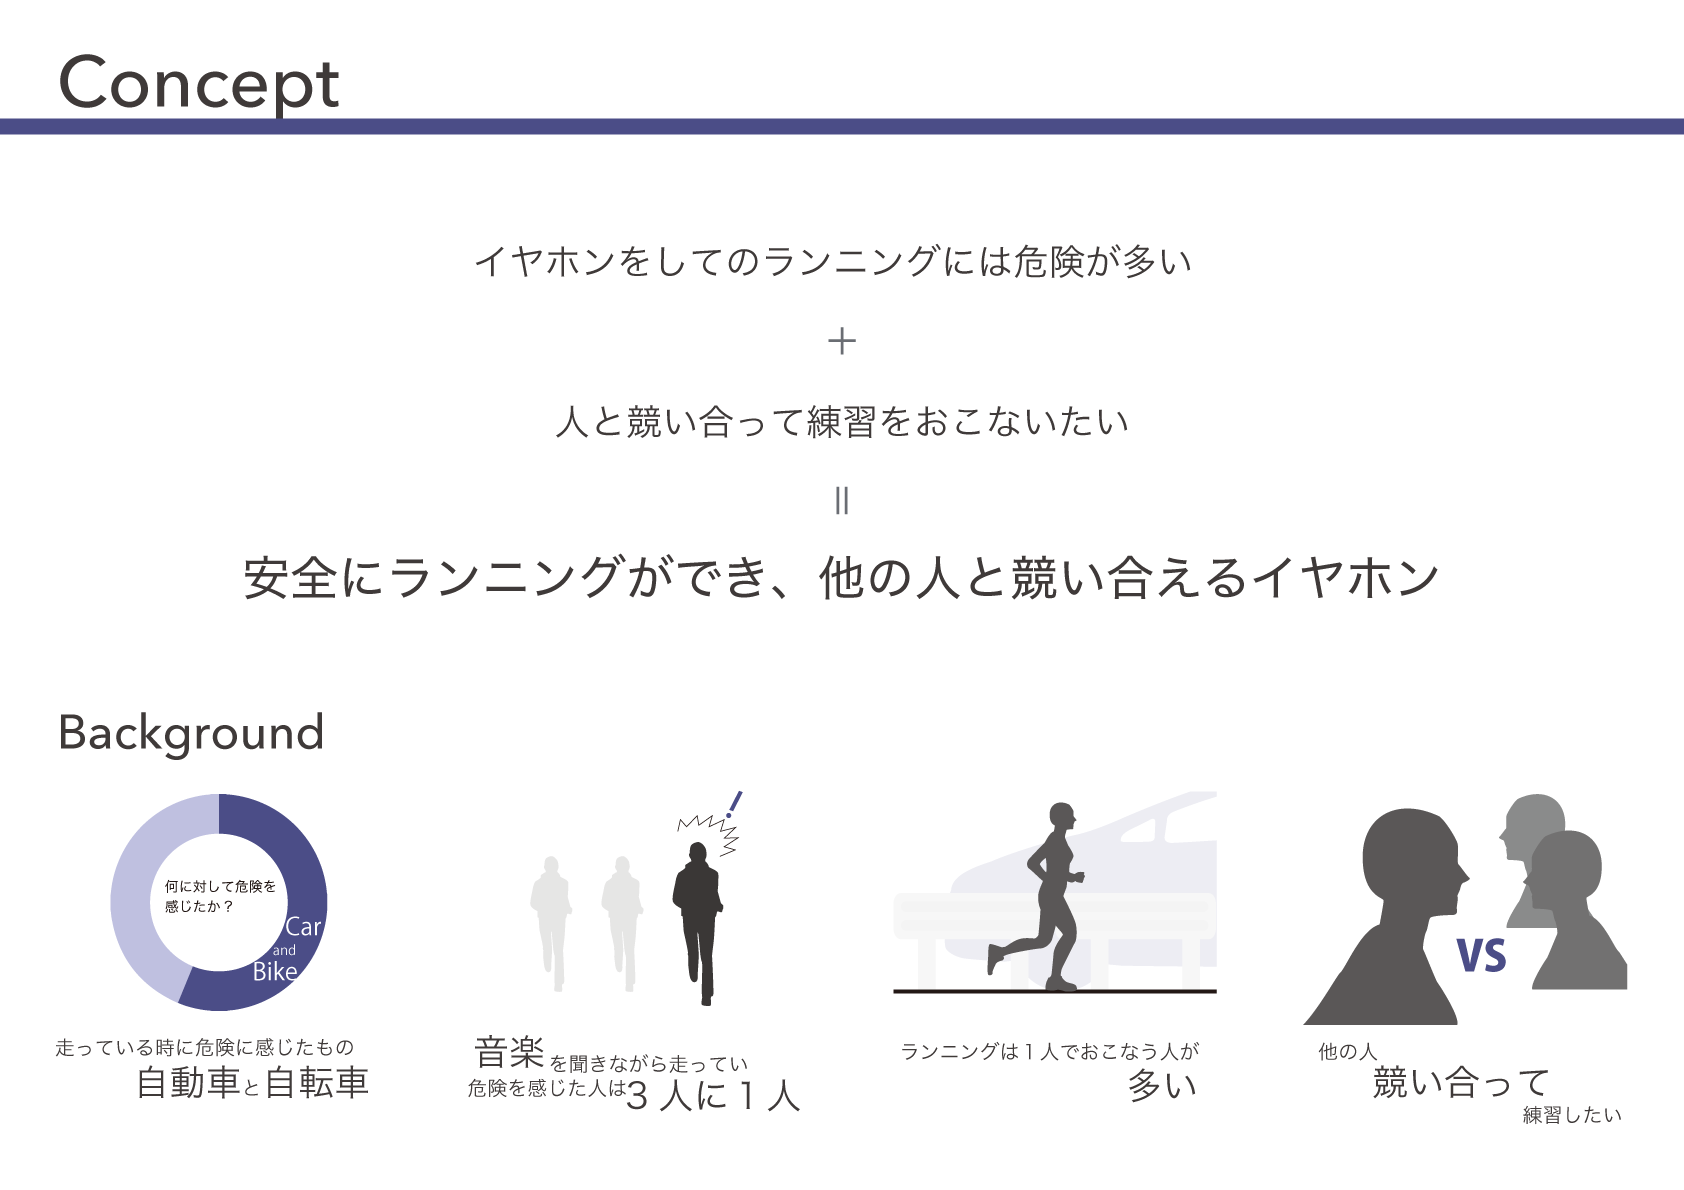 Concept
イヤホンをしてのランニングには危険が多い
＋
人と競い合って練習をおこないたい
||
安全にランニングができ、他の人と競い合えるイヤホン
Background
何に対して危険を
感じたか？
Car
and
Bike
走っている時に危険に感じたもの
自動車と自転車
!
音楽を聞きながら走ってい
危険を感じた人は3人に1人
ランニングは1人でおこなう人が
多い
VS
他の人
競い合って
練習したい